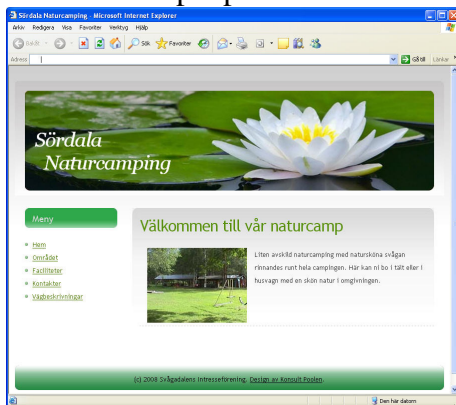 Sördala Naturcamping - Microsoft Internet Explorer
Arkiv Redigera Visa Favoriter Verktyg Hjälp
Bakåt Sök Favoriter
Adress Gå till Länkar
Sördala
Naturcamping
Meny
Hem
Området
Faciliteter
Kontakter
Vägbeskrivningar
Välkommen till vår naturcamp
Liten avskild naturcamping med natursköna svågan
rinnandes runt hela campingen. Här kan ni bo i tält eller i
husvagn med en skön natur i omgivningen.
(c) 2008 Svågadalens Intresseförening. Design av Konsult Poolen.
Den här datorn